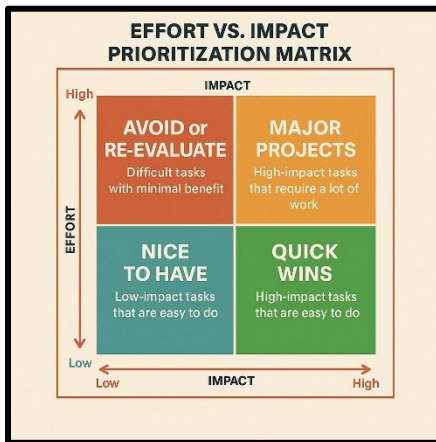 EFFORT VS. IMPACT
PRIORITIZATION MATRIX
IMPACT
High
AVOID or
RE-EVALUATE
Difficult tasks
with minimal benefit
MAJOR
PROJECTS
High-impact tasks
that require a lot of
work
EFFORT
NICE
TO HAVE
Low-impact tasks
that are easy to do
QUICK
WINS
High-impact tasks
that are easy to do
Low
Low
IMPACT
High